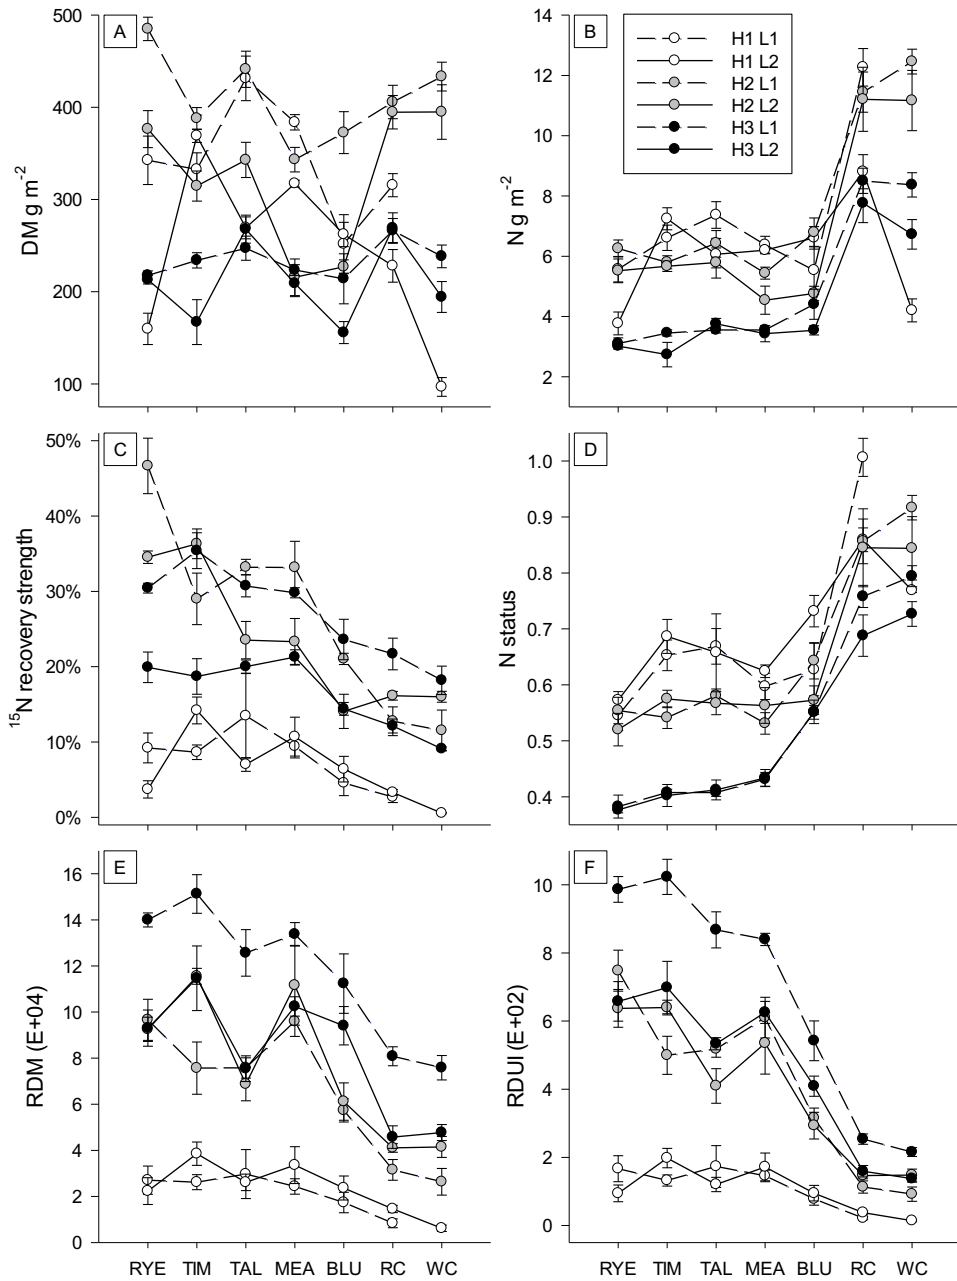 A
500
400
300
200
100
DM g m-2
B
14
12
10
8
6
4
2
N g m-2
H1 L1
H1 L2
H2 L1
H2 L2
H3 L1
H3 L2
C
50%
40%
30%
20%
10%
0%
15N recovery strength
D
1.0
0.9
0.8
0.7
0.6
0.5
0.4
N status
E
16
14
12
10
8
6
4
2
0
RDM (E+04)
RYE TIM TAL MEA BLU RC WC
F
10
8
6
4
2
0
RDUI (E+02)
RYE TIM TAL MEA BLU RC WC